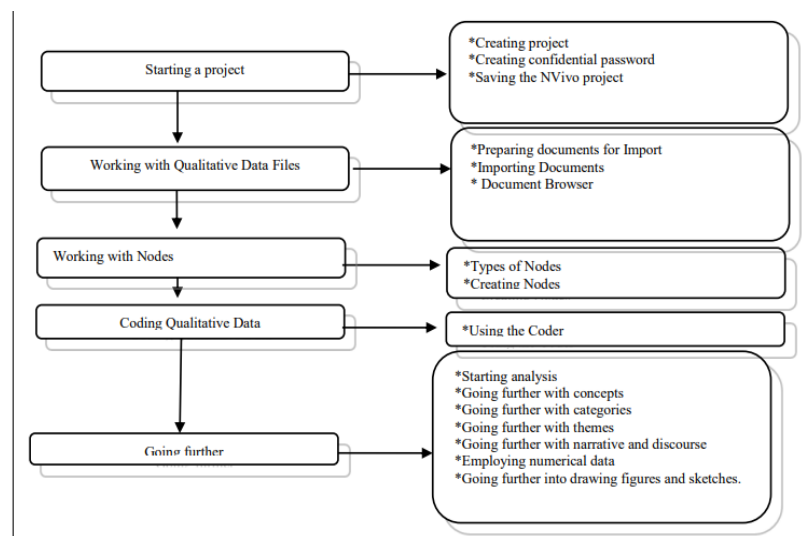 Starting a project
*Creating project
*Creating confidential password
*Saving the NVivo project
Working with Qualitative Data Files
*Preparing documents for Import
*Importing Documents
* Document Browser
Working with Nodes
*Types of Nodes
*Creating Nodes
Coding Qualitative Data
*Using the Coder
Going further
*Starting analysis
*Going further with concepts
*Going further with categories
*Going further with themes
*Going further with narrative and discourse
*Employing numerical data
*Going further into drawing figures and sketches.